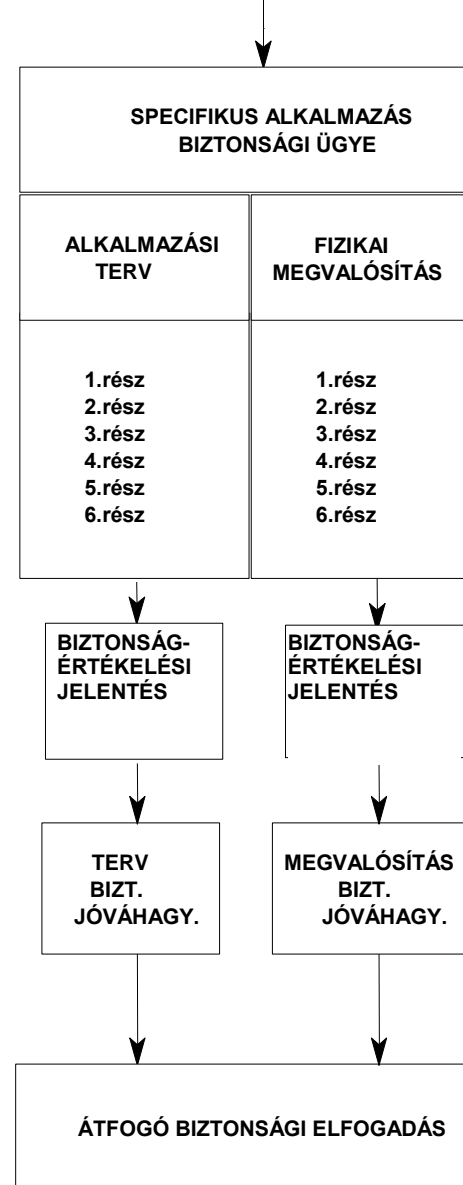 SPECIFIKUS ALKALMAZÁS
BIZTONSÁGI ÜGYE
ALKALMAZÁSI
TERV
FIZIKAI
MEGVALÓSÍTÁS
1.rész
2.rész
3.rész
4.rész
5.rész
6.rész
1.rész
2.rész
3.rész
4.rész
5.rész
6.rész
BIZTONSÁG-
ÉRTÉKELÉSI
JELENTÉS
BIZTONSÁG-
ÉRTÉKELÉSI
JELENTÉS
TERV
BIZT.
JÓVÁHAGY.
MEGVALÓSÍTÁS
BIZT.
JÓVÁHAGY.
ÁTFOGÓ BIZTONSÁGI ELFOGADÁS